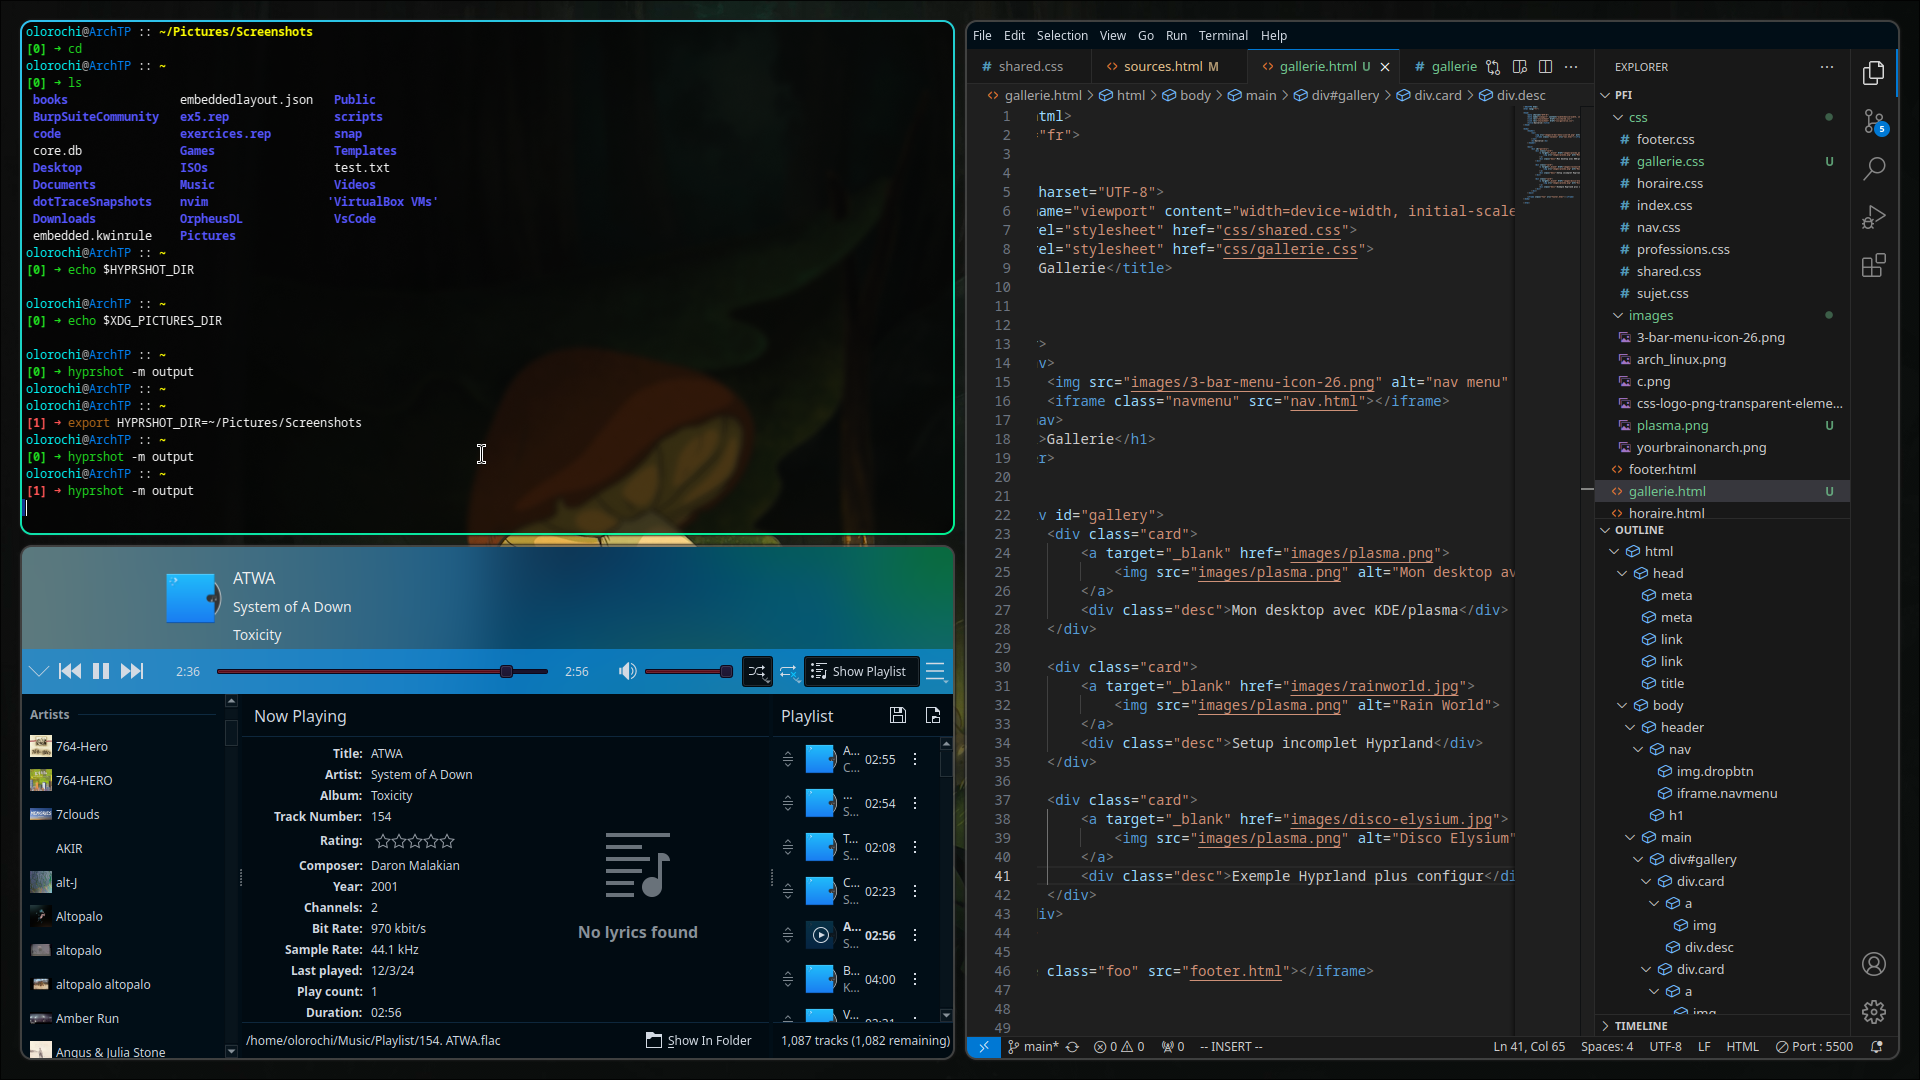 olorochi@ArchTP :: ~/Pictures/Screenshots
[0] ➜ cd
olorochi@ArchTP :: ~
[0] ➜ ls
books embeddedlayout.json Public
BurpSuiteCommunity ex5.rep scripts
code exercices.rep snap
core.db Games Templates
Desktop ISOs test.txt
Documents Music Videos
dotTraceSnapshots nvim 'VirtualBox VMs'
Downloads OrpheusDL VsCode
embedded.kwinrule Pictures
olorochi@ArchTP :: ~
[0] ➜ echo $HYPRSHOT_DIR
olorochi@ArchTP :: ~
[0] ➜ echo $XDG_PICTURES_DIR
olorochi@ArchTP :: ~
[0] ➜ hyprshot -m output
olorochi@ArchTP :: ~
olorochi@ArchTP :: ~
[1] ➜ export HYPRSHOT_DIR=~/Pictures/Screenshots
olorochi@ArchTP :: ~
[0] ➜ hyprshot -m output
olorochi@ArchTP :: ~
[1] ➜ hyprshot -m output
ATWA
System of A Down
Toxicity
2:36 2:56 Show Playlist
Artists
764-Hero
764-HERO
7clouds
AKIR
alt-J
Altopalo
altopalo
altopalo altopalo
Amber Run
Angus & Julia Stone
Now Playing
Title: ATWA
Artist: System of A Down
Album: Toxicity
Track Number: 154
Rating:
Composer: Daron Malakian
Year: 2001
Channels: 2
Bit Rate: 970 kbit/s
Sample Rate: 44.1 kHz
Last played: 12/3/24
Play count: 1
Duration: 02:56
No lyrics found
/home/olorochi/Music/Playlist/154. ATWA.flac Show In Folder
Playlist
A... C... 02:55
... S... 02:54
T... S... 02:08
C... S... 02:23
A... S... 02:56
B... K... 04:00
V...
1,087 tracks (1,082 remaining)
File Edit Selection View Go Run Terminal Help
# shared.css <> sources.html M <> gallerie.html U # gallerie
<> gallerie.html > html > body > main > div#gallery > div.card > div.desc
1 tml>
2 ="fr">
3
4
5 harset="UTF-8">
6 ame="viewport" content="width=device-width, initial-scale
7 el="stylesheet" href="css/shared.css">
8 el="stylesheet" href="css/gallerie.css">
9 Gallerie</title>
10
11
12
13 >
14 v>
15 <img src="images/3-bar-menu-icon-26.png" alt="nav menu"
16 <iframe class="navmenu" src="nav.html"></iframe>
17 av>
18 >Gallerie</h1>
19 r>
20
21
22 v id="gallery">
23 <div class="card">
24 <a target="_blank" href="images/plasma.png">
25 <img src="images/plasma.png" alt="Mon desktop av
26 </a>
27 <div class="desc">Mon desktop avec KDE/plasma</div>
28 </div>
29
30 <div class="card">
31 <a target="_blank" href="images/rainworld.jpg">
32 <img src="images/plasma.png" alt="Rain World">
33 </a>
34 <div class="desc">Setup incomplet Hyprland</div>
35 </div>
36
37 <div class="card">
38 <a target="_blank" href="images/disco-elysium.jpg">
39 <img src="images/plasma.png" alt="Disco Elysium"
40 </a>
41 <div class="desc">Exemple Hyprland plus configur</di
42 </div>
43 iv>
44
45
46 class="foo" src="footer.html"></iframe>
47
48
49
main* 0 0 0 -- INSERT -- Ln 41, Col 65 Spaces: 4 UTF-8 LF HTML Port : 5500
EXPLORER
PFI
css
# footer.css
# gallerie.css U
# horaire.css
# index.css
# nav.css
# professions.css
# shared.css
# sujet.css
images
3-bar-menu-icon-26.png
arch_linux.png
c.png
css-logo-png-transparent-eleme...
plasma.png U
yourbrainonarch.png
<> footer.html
<> gallerie.html U
<> horaire.html
OUTLINE
html
head
meta
meta
link
link
title
body
header
nav
img.dropbtn
iframe.navmenu
h1
main
div#gallery
div.card
a
img
div.desc
div.card
a
img
TIMELINE
5